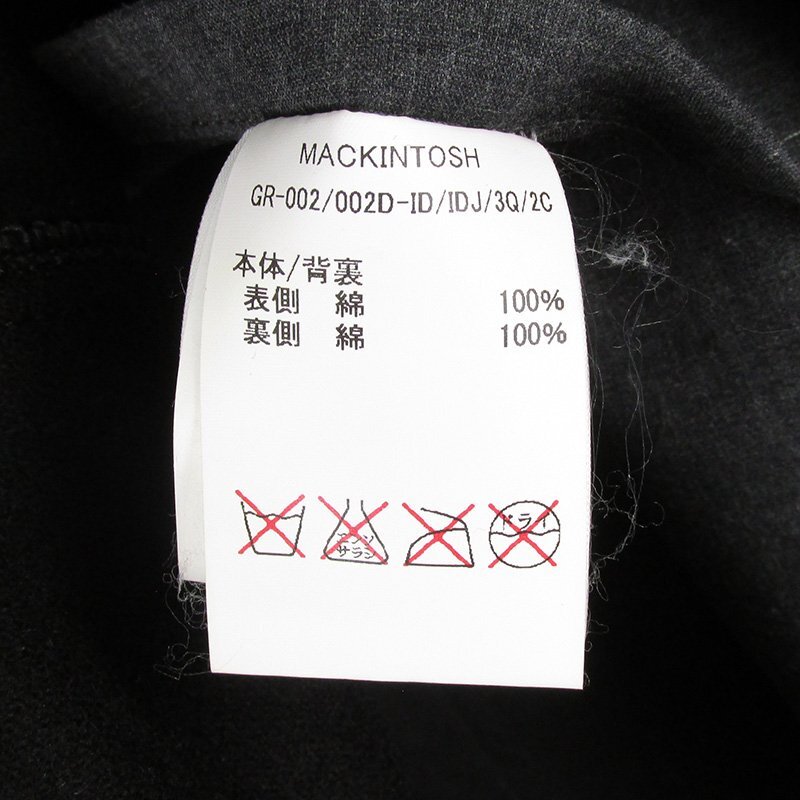 MACKINTOSH
GR-002/002D-ID/IDJ/3Q/2C
本体/背裏
表側 綿 100%
裏側 綿 100%
エンソ
サラシ
ドライ